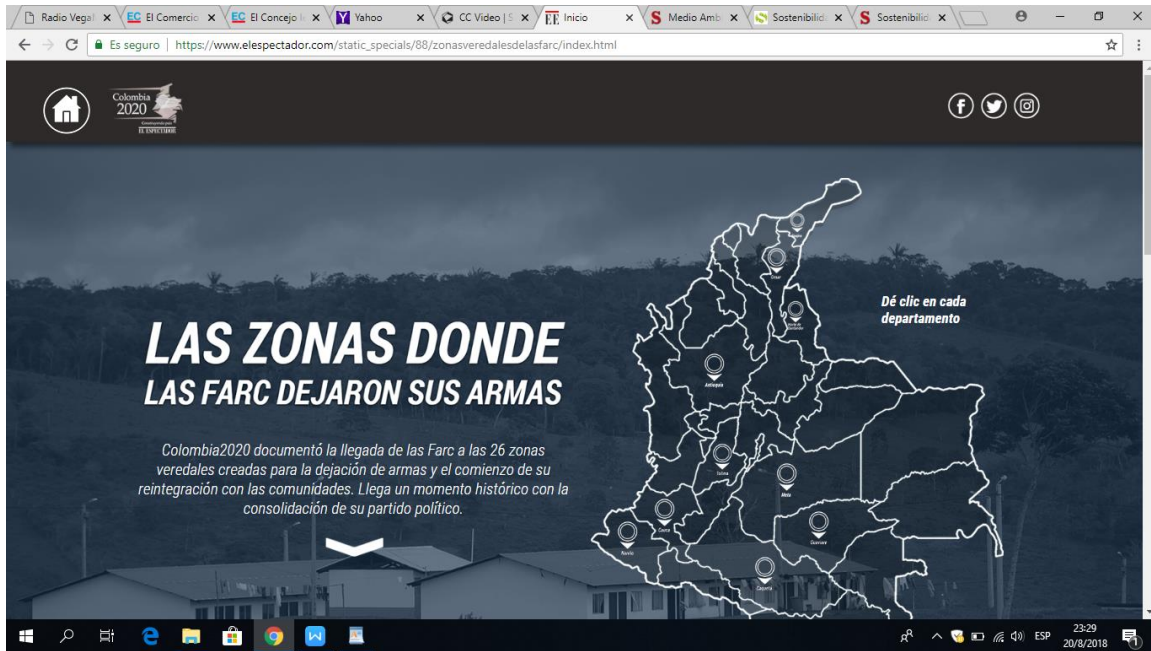 Radio Vegal
EC El Comercio
EC El Concejo l
Y Yahoo
CC Video | S
EE Inicio
S Medio Amb
S Sostenibilid
S Sostenibilid
Es seguro | https://www.elespectador.com/static_specials/88/zonasveredalesdelasfarc/index.html
Colombia
2020
EL ESPECTADOR
Cesar
Dé clic en cada
departamento
LAS ZONAS DONDE
LAS FARC DEJARON SUS ARMAS
Antioquia
Colombia2020 documentó la llegada de las Farc a las 26 zonas
veredales creadas para la dejación de armas y el comienzo de su
reintegración con las comunidades. Llega un momento histórico con la
consolidación de su partido político.
Tolima
Meta
Cauca
Guaviare
Nariño
Caquetá
ESP
23:29
20/8/2018
1